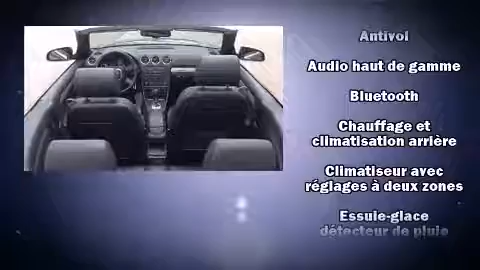 Antivol
Audio haut de gamme
Bluetooth
Chauffage et
climatisation arrière
Climatiseur avec
réglages à deux zones
Essuie-glace
détecteur de pluie